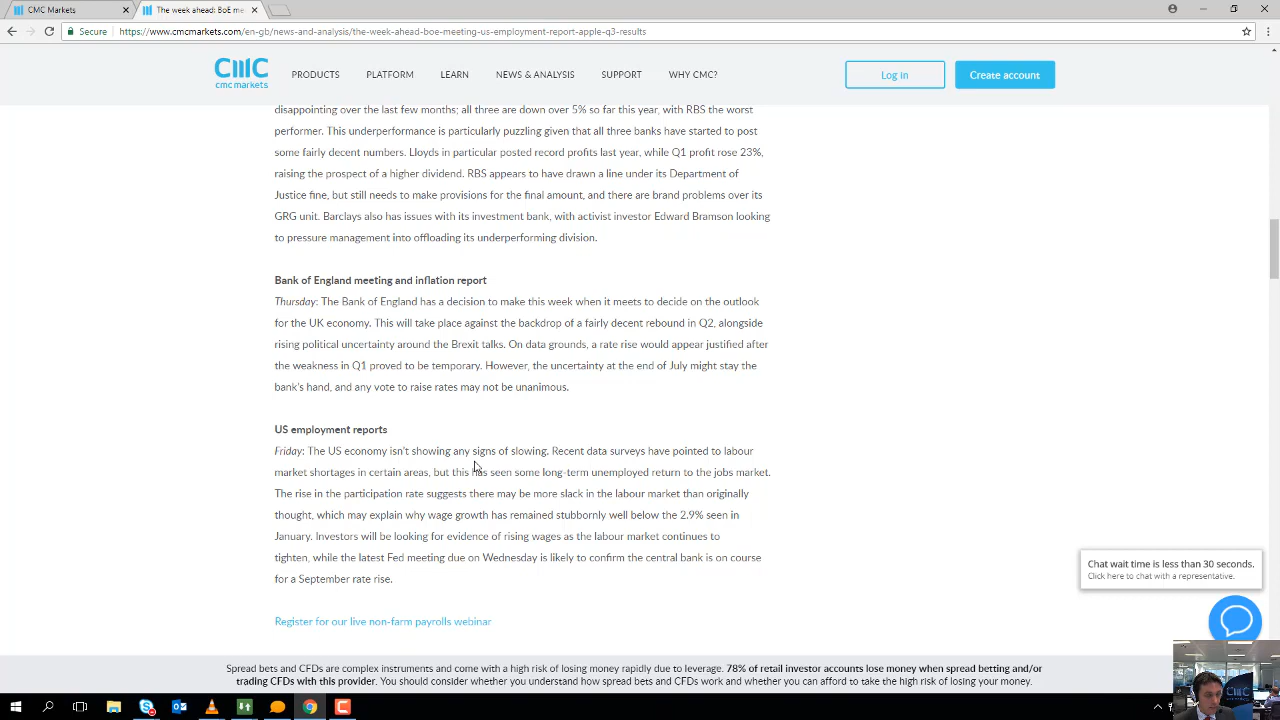 CMC Markets
The week ahead: BoE me
Secure
https://www.cmcmarkets.com/en-gb/news-and-analysis/the-week-ahead-boe-meeting-us-employment-report-apple-q3-results
cmc markets
PRODUCTS PLATFORM LEARN NEWS & ANALYSIS SUPPORT WHY CMC?
Log in
Create account
disappointing over the last few months; all three are down over 5% so far this year, with RBS the worst
performer. This underperformance is particularly puzzling given that all three banks have started to post
some fairly decent numbers. Lloyds in particular posted record profits last year, while Q1 profit rose 23%,
raising the prospect of a higher dividend. RBS appears to have drawn a line under its Department of
Justice fine, but still needs to make provisions for the final amount, and there are brand problems over its
GRG unit. Barclays also has issues with its investment bank, with activist investor Edward Bramson looking
to pressure management into offloading its underperforming division.
Bank of England meeting and inflation report
Thursday: The Bank of England has a decision to make this week when it meets to decide on the outlook
for the UK economy. This will take place against the backdrop of a fairly decent rebound in Q2, alongside
rising political uncertainty around the Brexit talks. On data grounds, a rate rise would appear justified after
the weakness in Q1 proved to be temporary. However, the uncertainty at the end of July might stay the
bank's hand, and any vote to raise rates may not be unanimous.
US employment reports
Friday: The US economy isn't showing any signs of slowing. Recent data surveys have pointed to labour
market shortages in certain areas, but this has seen some long-term unemployed return to the jobs market.
The rise in the participation rate suggests there may be more slack in the labour market than originally
thought, which may explain why wage growth has remained stubbornly well below the 2.9% seen in
January. Investors will be looking for evidence of rising wages as the labour market continues to
tighten, while the latest Fed meeting due on Wednesday is likely to confirm the central bank is on course
for a September rate rise.
Register for our live non-farm payrolls webinar
Chat wait time is less than 30 seconds.
Click here to chat with a representative.
Spread bets and CFDs are complex instruments and come with a high risk of losing money rapidly due to leverage. 78% of retail investor accounts lose money when spread betting and/or
trading CFDs with this provider. You should consider whether you understand how spread bets and CFDs work and whether you can afford to take the high risk of losing your money.